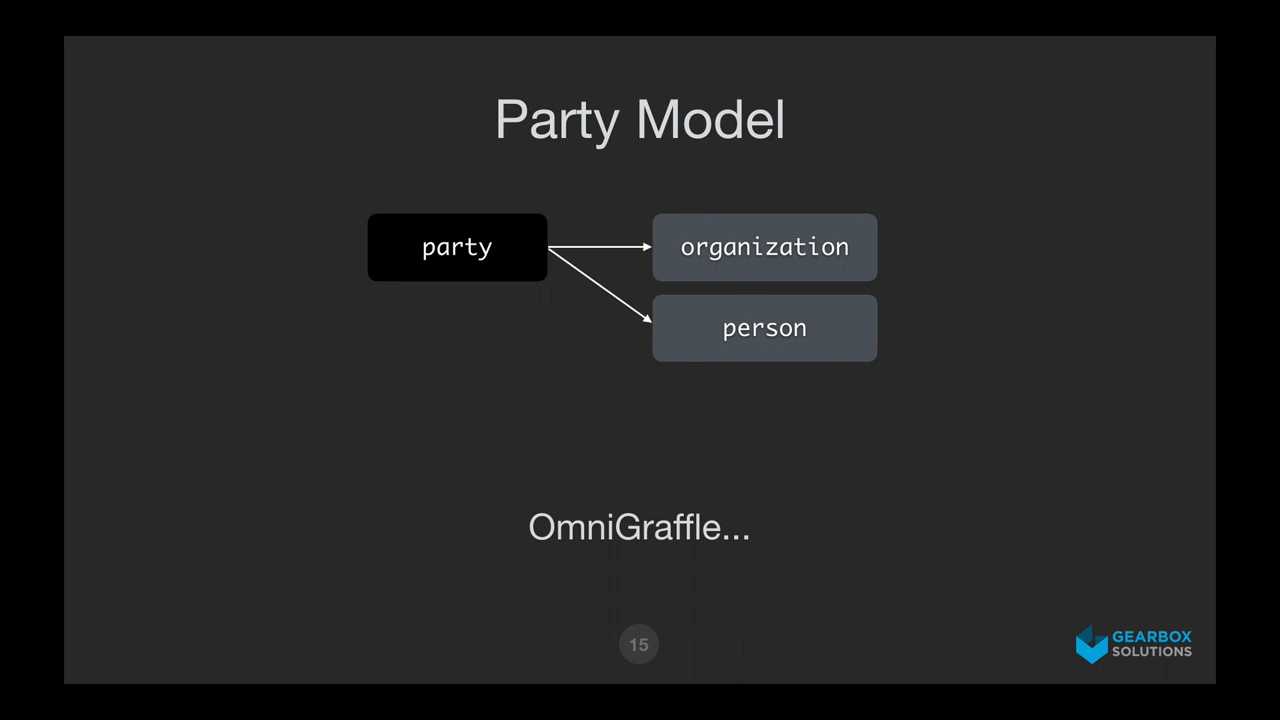 Party Model
party
organization
person
OmniGraffle...
15
GEARBOX
SOLUTIONS